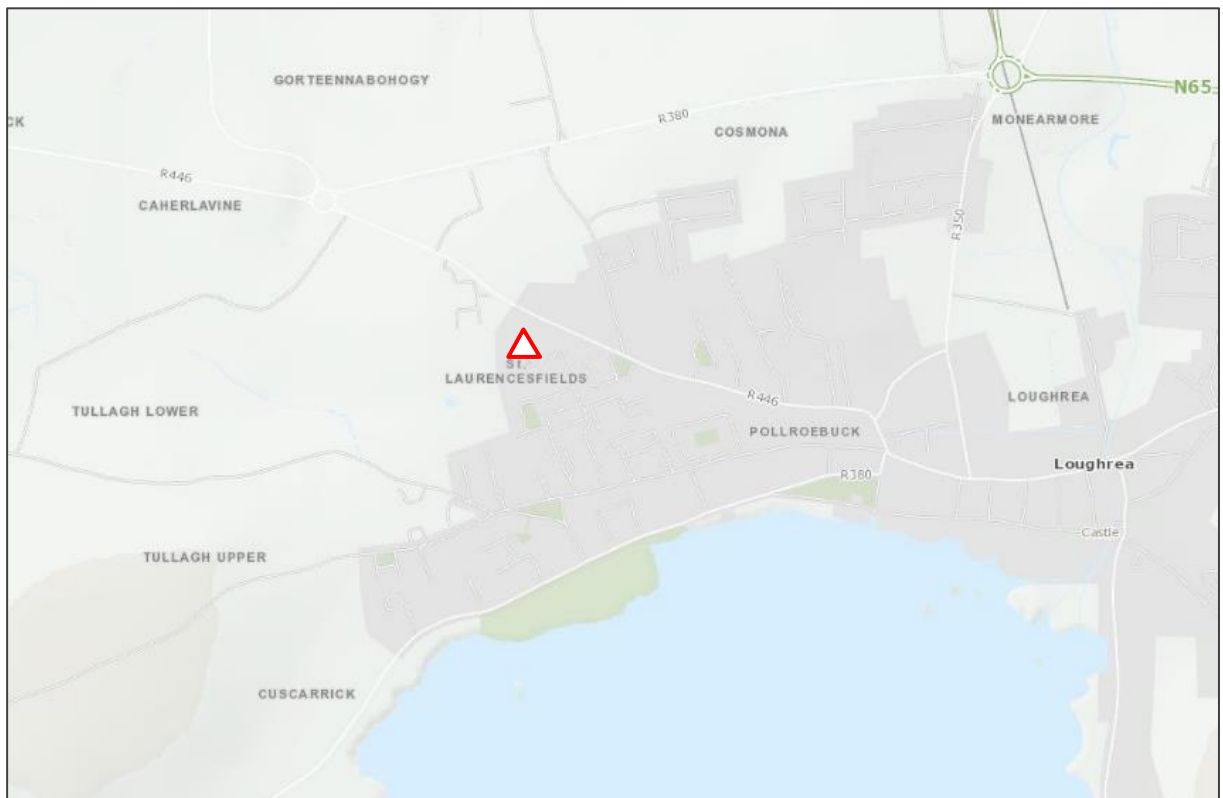 GORTEENNABOHOGY
N65
CK
R380
COSMONA
MONEARMORE
R446
CAHERLAVINE
R350
ST.
LAURENCESFIELDS
TULLAGH LOWER
R446
LOUGHREA
POLLROEBUCK
Loughrea
R380
Castle
TULLAGH UPPER
CUSCARRICK